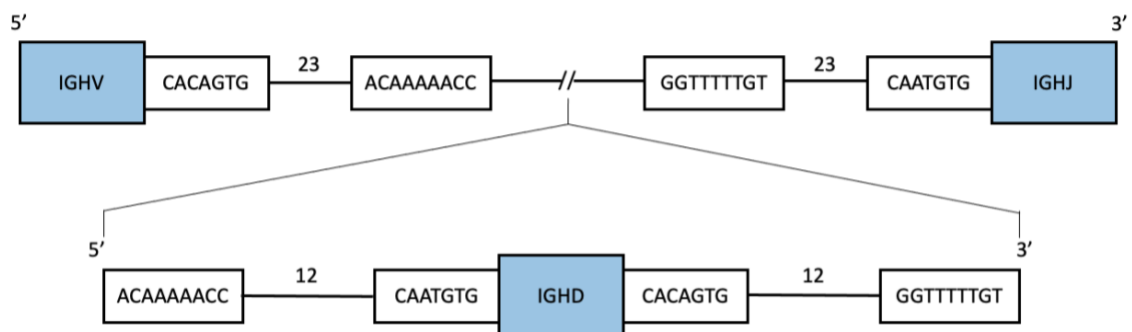 5’ 3’
IGHV CACAGTG 23 ACAAAAACC // GGTTTTTGT 23 CAATGTG IGHJ
5’ 3’
ACAAAAACC 12 CAATGTG IGHD CACAGTG 12 GGTTTTTGT